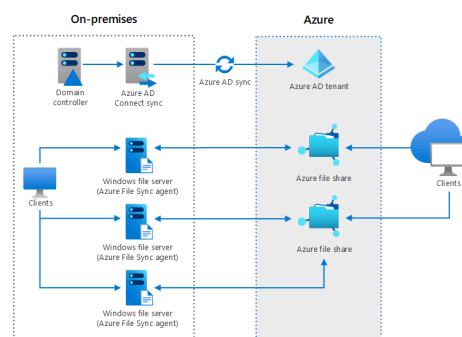 On-premises
Azure
Domain
controller
Azure AD
Connect sync
Azure AD sync
Azure AD tenant
Windows file server
(Azure File Sync agent)
Azure file share
Clients
Clients
Windows file server
(Azure File Sync agent)
Azure file share
Windows file server
(Azure File Sync agent)